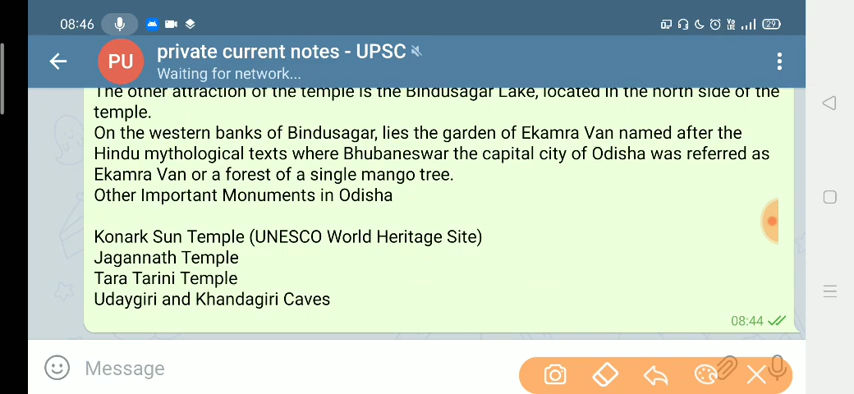 08:46
29
PU
private current notes - UPSC
Waiting for network...
The other attraction of the temple is the Bindusagar Lake, located in the north side of the
temple.
On the western banks of Bindusagar, lies the garden of Ekamra Van named after the
Hindu mythological texts where Bhubaneswar the capital city of Odisha was referred as
Ekamra Van or a forest of a single mango tree.
Other Important Monuments in Odisha
Konark Sun Temple (UNESCO World Heritage Site)
Jagannath Temple
Tara Tarini Temple
Udaygiri and Khandagiri Caves
08:44
Message